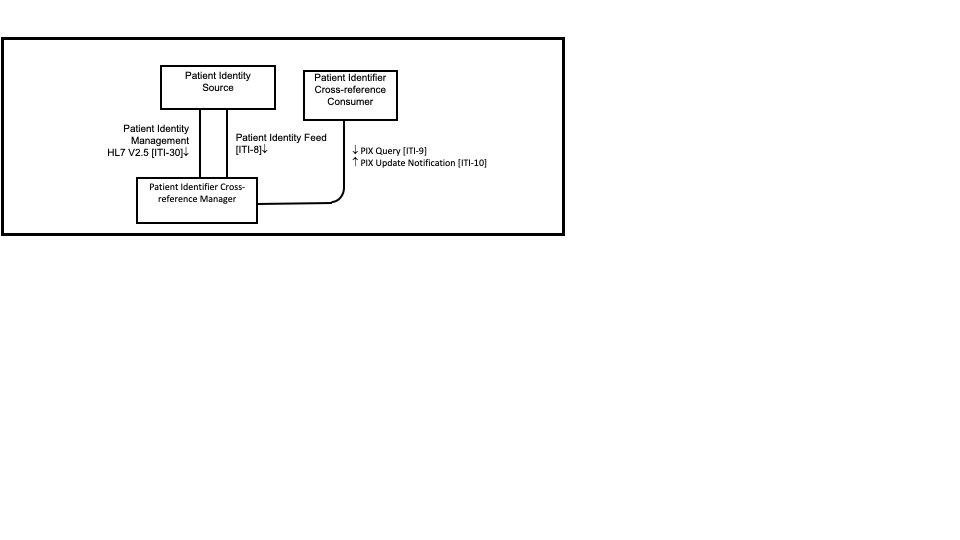 Patient Identity
Source
Patient Identifier
Cross-reference
Consumer
Patient Identity
Management
HL7 V2.5 [ITI-30]↓
Patient Identity Feed
[ITI-8]↓
↓ PIX Query [ITI-9]
↑ PIX Update Notification [ITI-10]
Patient Identifier Cross-
reference Manager